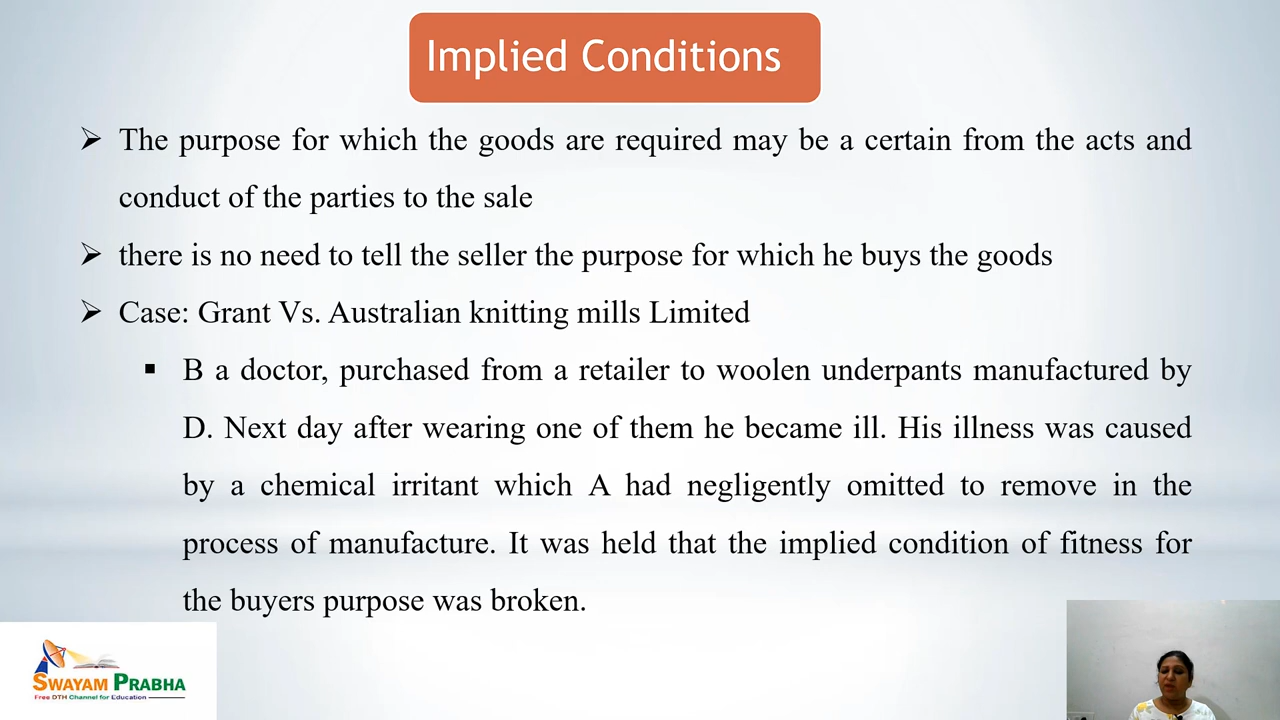 Implied Conditions
➢ The purpose for which the goods are required may be a certain from the acts and
conduct of the parties to the sale
➢ there is no need to tell the seller the purpose for which he buys the goods
➢ Case: Grant Vs. Australian knitting mills Limited
▪ B a doctor, purchased from a retailer to woolen underpants manufactured by
D. Next day after wearing one of them he became ill. His illness was caused
by a chemical irritant which A had negligently omitted to remove in the
process of manufacture. It was held that the implied condition of fitness for
the buyers purpose was broken.
SWAYAM PRABHA
Free DTH Channel for Education